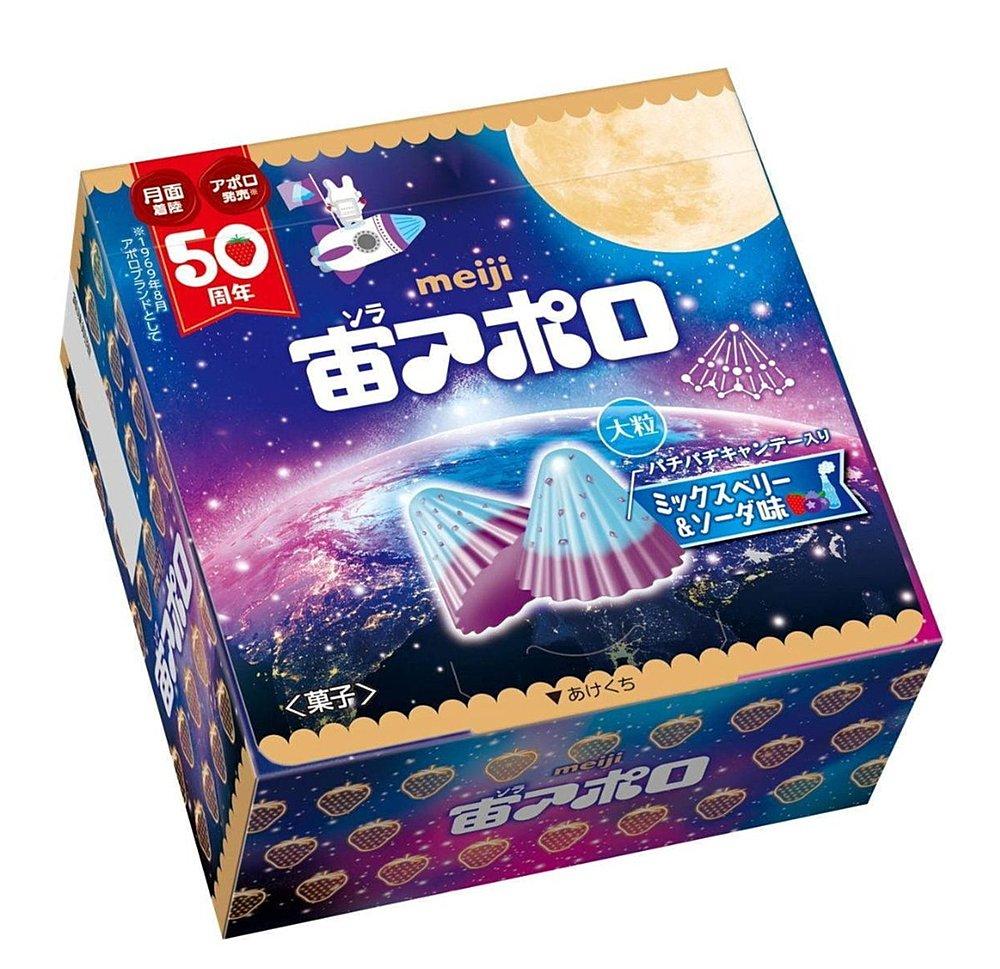 月面
着陸
アポロ
発売※
50
周年
※1969年8月
アポロブランドとして
meiji
ソラ
宙アポロ
大粒
パチパチキャンデー入り
ミックスベリー
&ソーダ味
〈菓子〉
▼あけくち
meiji
ソラ
宙アポロ
ソラ
宙アポロ